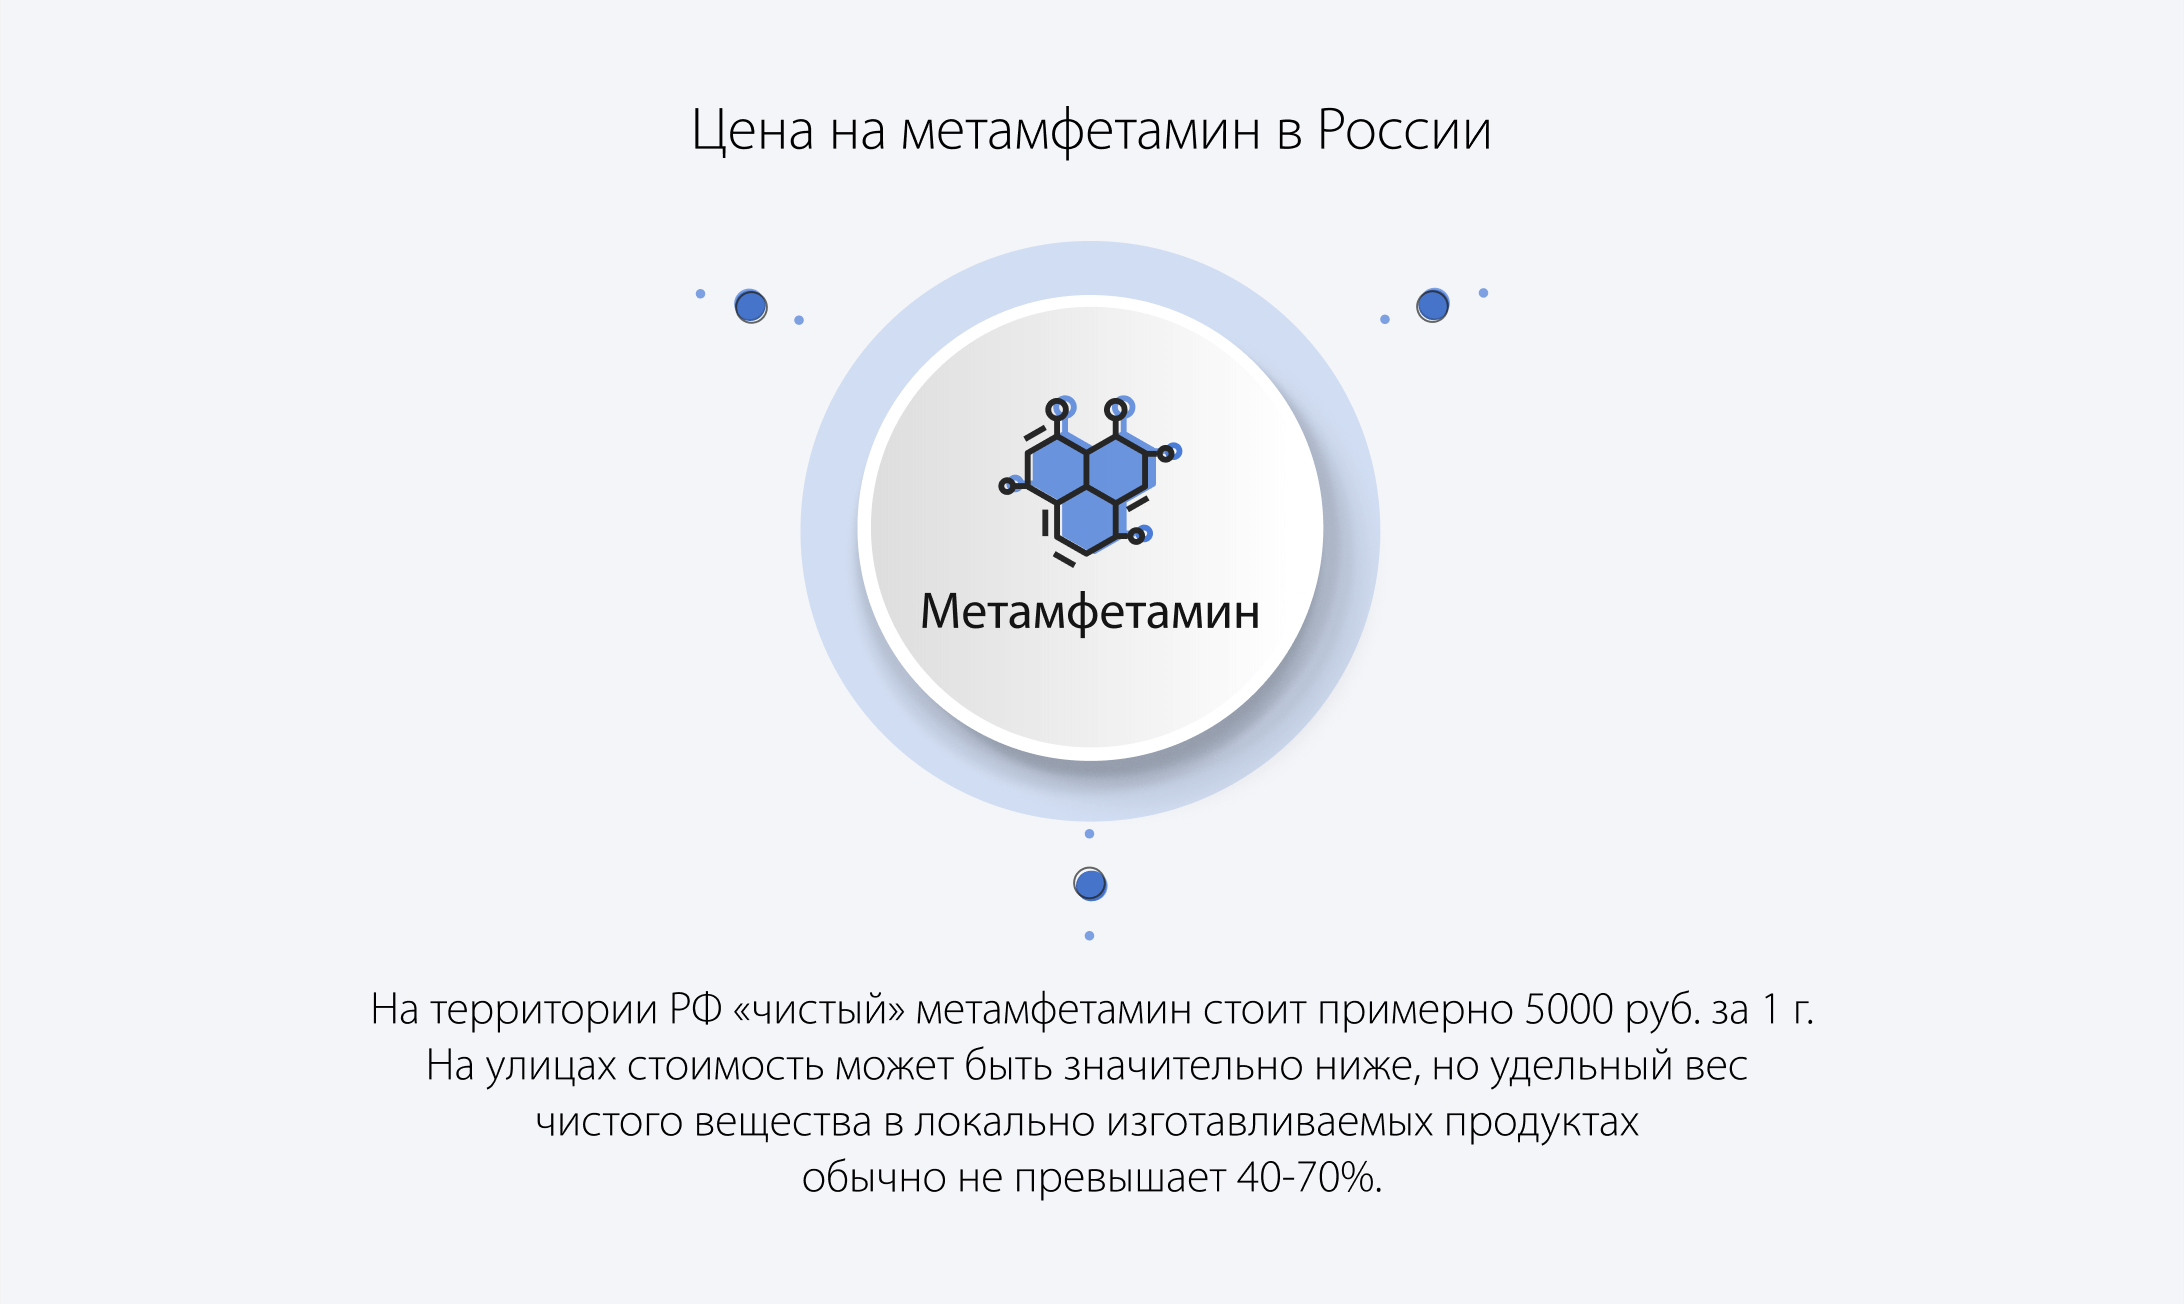 Цена на метамфетамин в России
Метамфетамин
На территории РФ «чистый» метамфетамин стоит примерно 5000 руб. за 1 г.
На улицах стоимость может быть значительно ниже, но удельный вес
чистого вещества в локально изготавливаемых продуктах
обычно не превышает 40-70%.